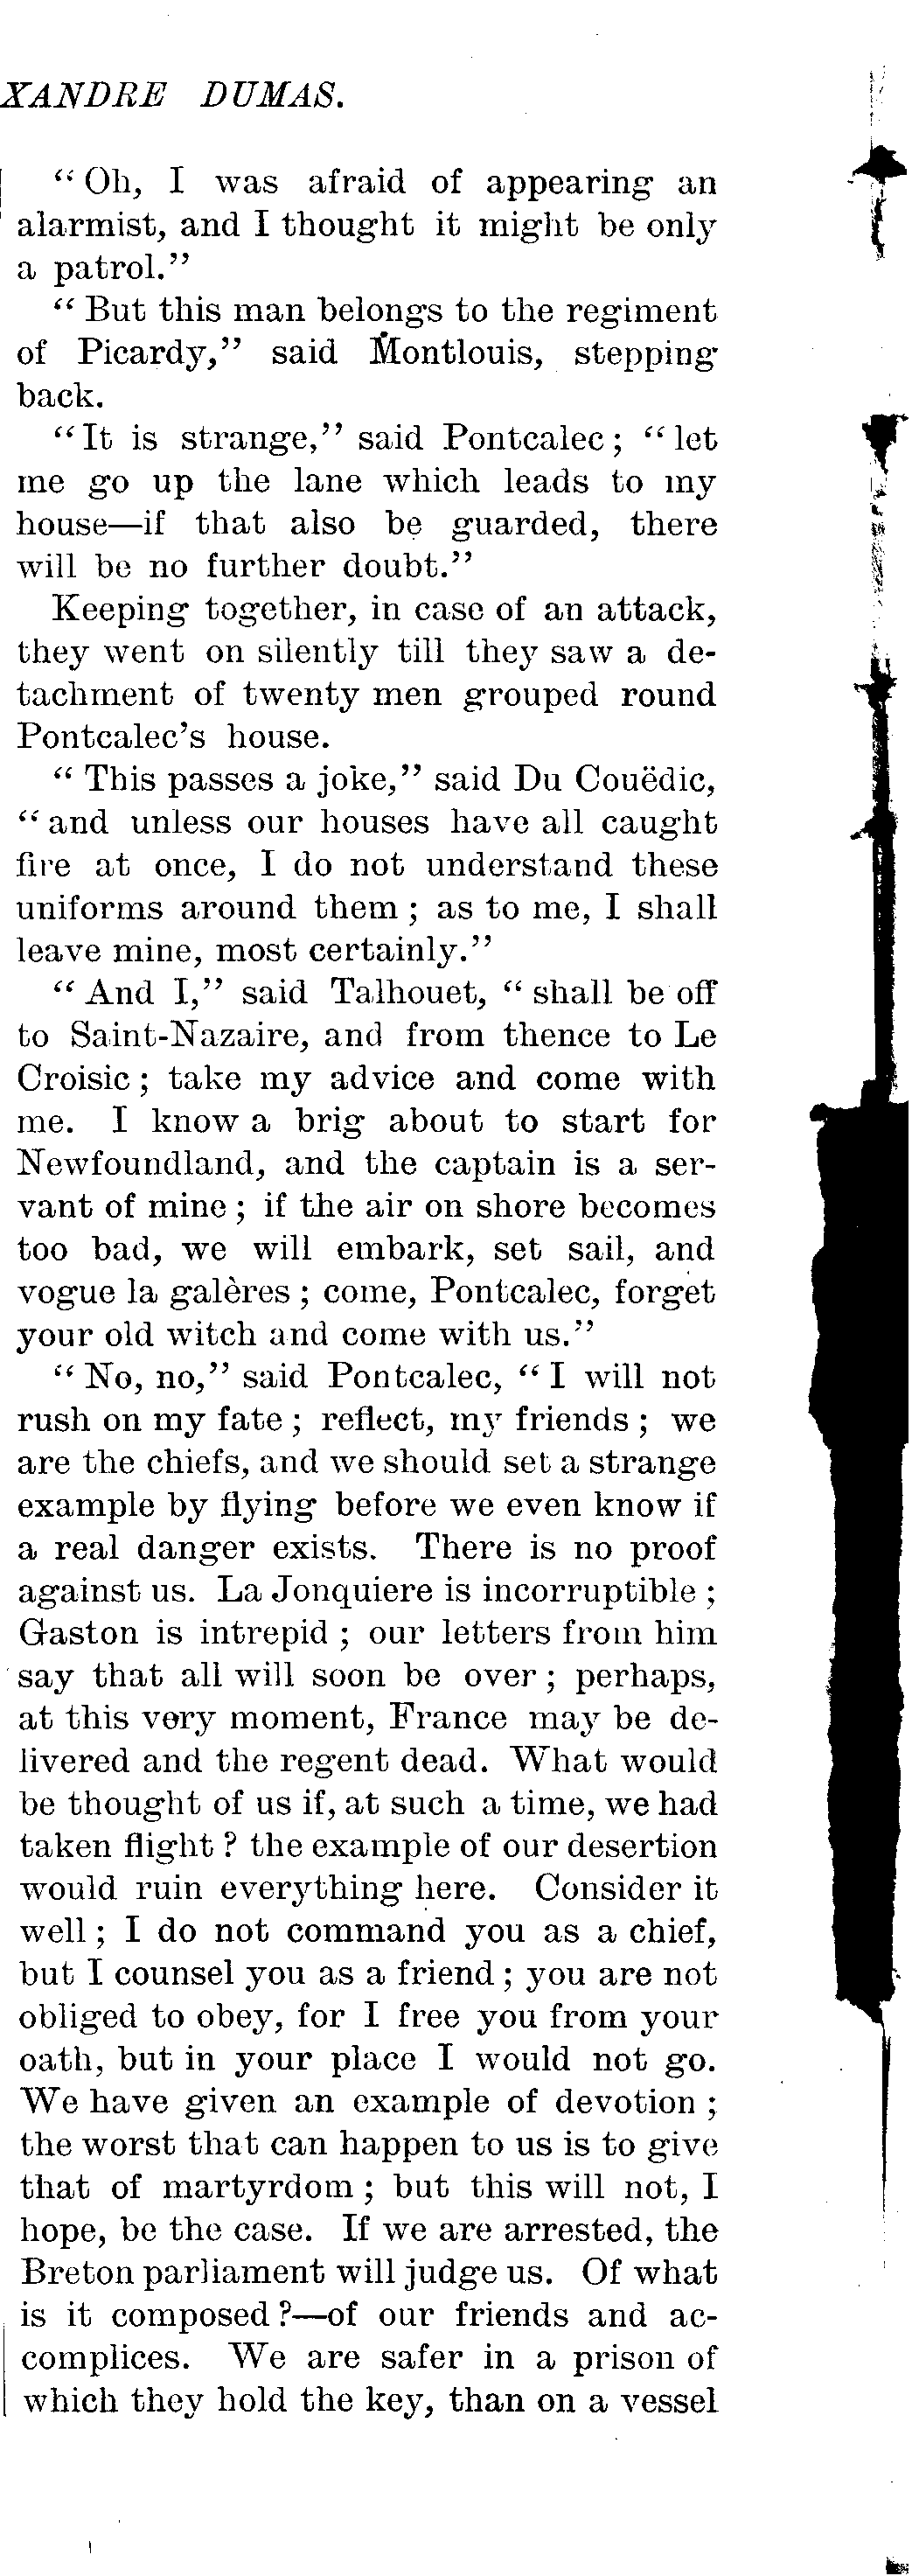 XANDRE DUMAS.
“Oh, I was afraid of appearing an
alarmist, and I thought it might be only
a patrol.”
“But this man belongs to the regiment
of Picardy,” said Montlouis, stepping
back.
“It is strange,” said Pontcalec; “let
me go up the lane which leads to my
house—if that also be guarded, there
will be no further doubt.”
Keeping together, in case of an attack,
they went on silently till they saw a de-
tachment of twenty men grouped round
Pontcalec’s house.
“This passes a joke,” said Du Couëdic,
“and unless our houses have all caught
fire at once, I do not understand these
uniforms around them; as to me, I shall
leave mine, most certainly.”
“And I,” said Talhouet, “shall be off
to Saint-Nazaire, and from thence to Le
Croisic; take my advice and come with
me. I know a brig about to start for
Newfoundland, and the captain is a ser-
vant of mine; if the air on shore becomes
too bad, we will embark, set sail, and
vogue la galères; come, Pontcalec, forget
your old witch and come with us.”
“No, no,” said Pontcalec, “I will not
rush on my fate; reflect, my friends; we
are the chiefs, and we should set a strange
example by flying before we even know if
a real danger exists. There is no proof
against us. La Jonquiere is incorruptible;
Gaston is intrepid; our letters from him
say that all will soon be over; perhaps,
at this very moment, France may be de-
livered and the regent dead. What would
be thought of us if, at such a time, we had
taken flight? the example of our desertion
would ruin everything here. Consider it
well; I do not command you as a chief,
but I counsel you as a friend; you are not
obliged to obey, for I free you from your
oath, but in your place I would not go.
We have given an example of devotion;
the worst that can happen to us is to give
that of martyrdom; but this will not, I
hope, be the case. If we are arrested, the
Breton parliament will judge us. Of what
is it composed?—of our friends and ac-
complices. We are safer in a prison of
which they hold the key, than on a vessel